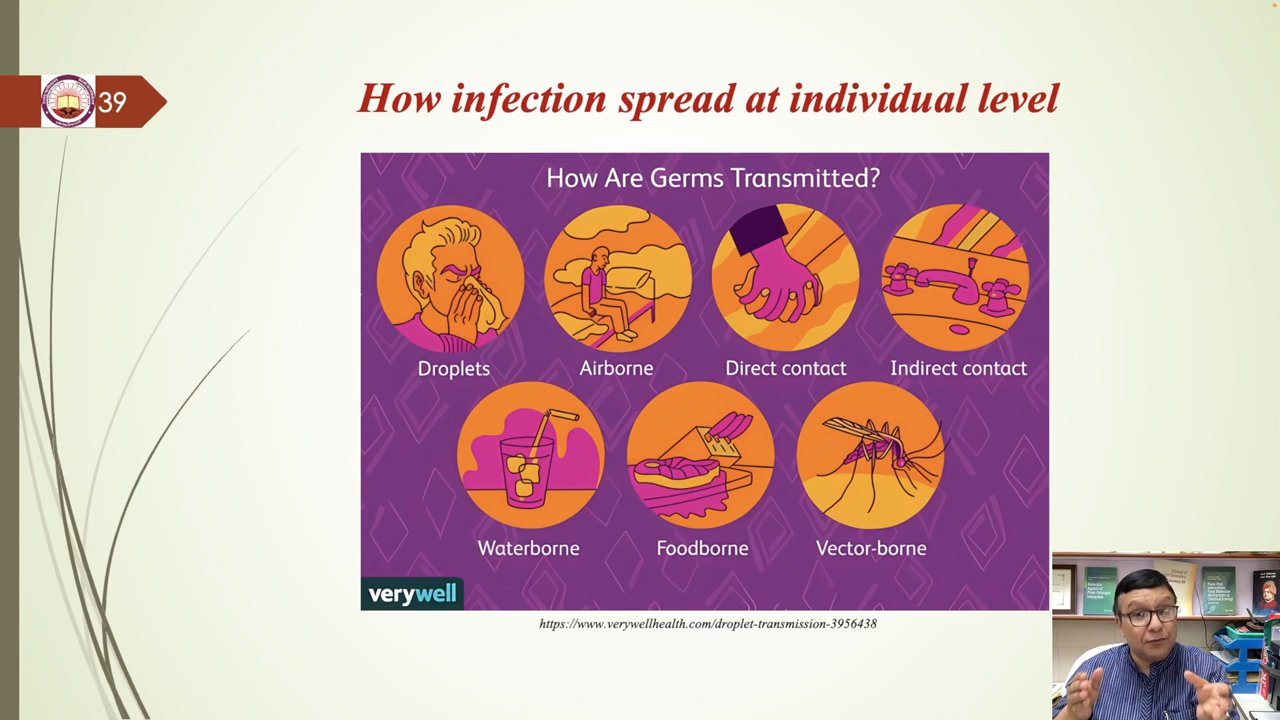 39
How infection spread at individual level
How Are Germs Transmitted?
Droplets
Airborne
Direct contact
Indirect contact
Waterborne
Foodborne
Vector-borne
verywell
https://www.verywellhealth.com/droplet-transmission-3956438